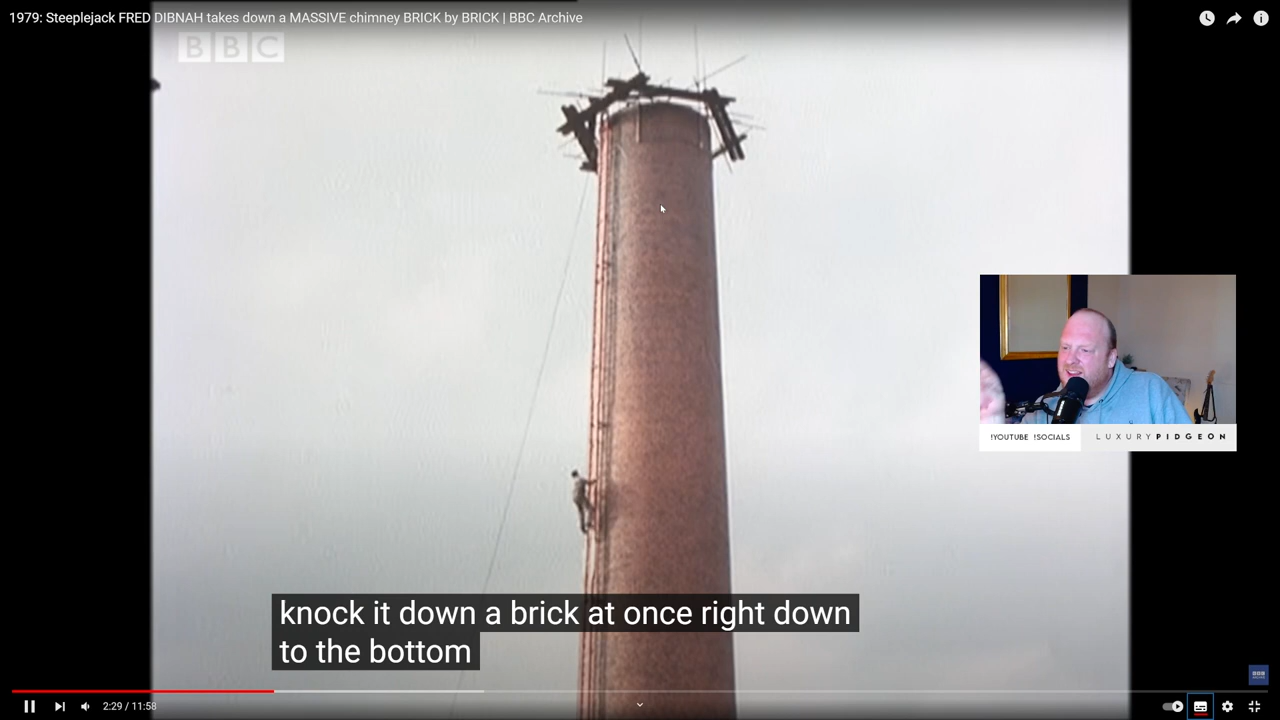 1979: Steeplejack FRED DIBNAH takes down a MASSIVE chimney BRICK by BRICK | BBC Archive
BBC
!YOUTUBE !SOCIALS LUXURYPIDGEON
knock it down a brick at once right down
to the bottom
2:29 / 11:58